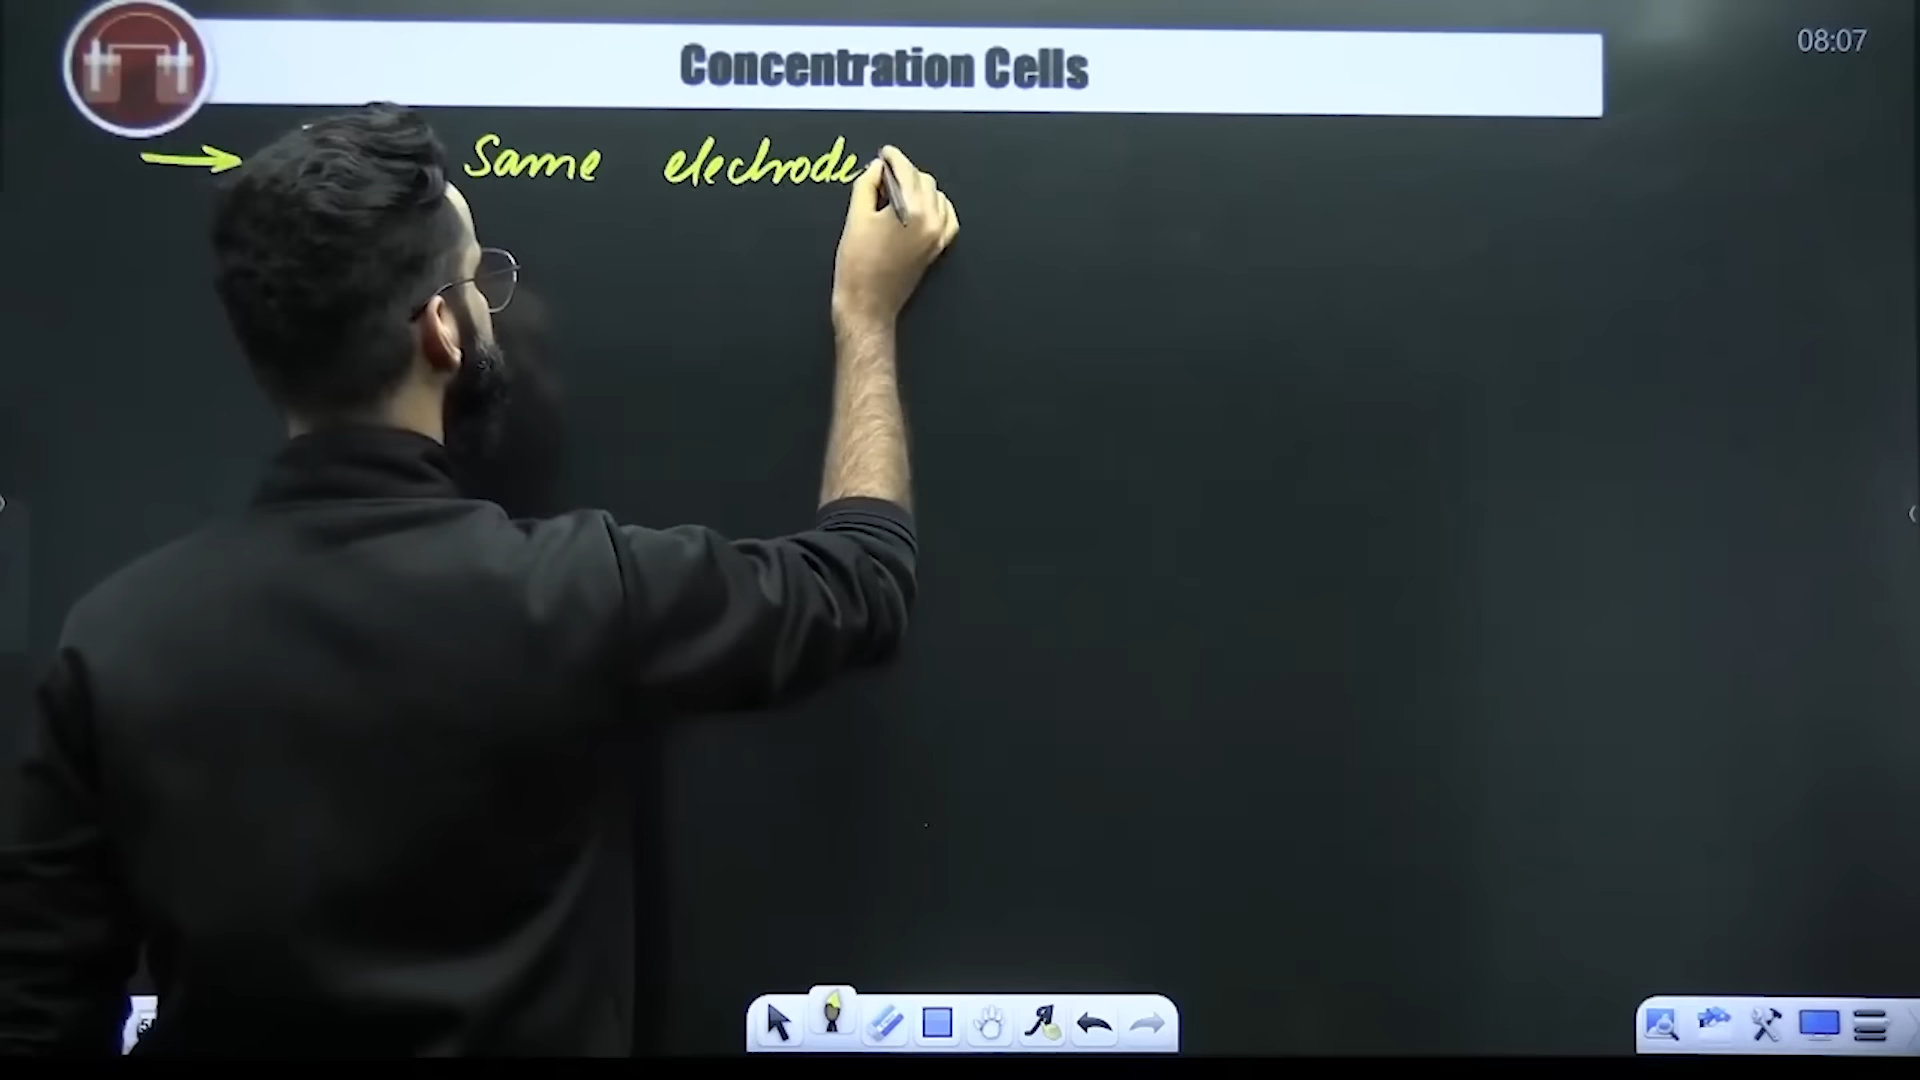 Concentration Cells
08:07
→ Same electrode